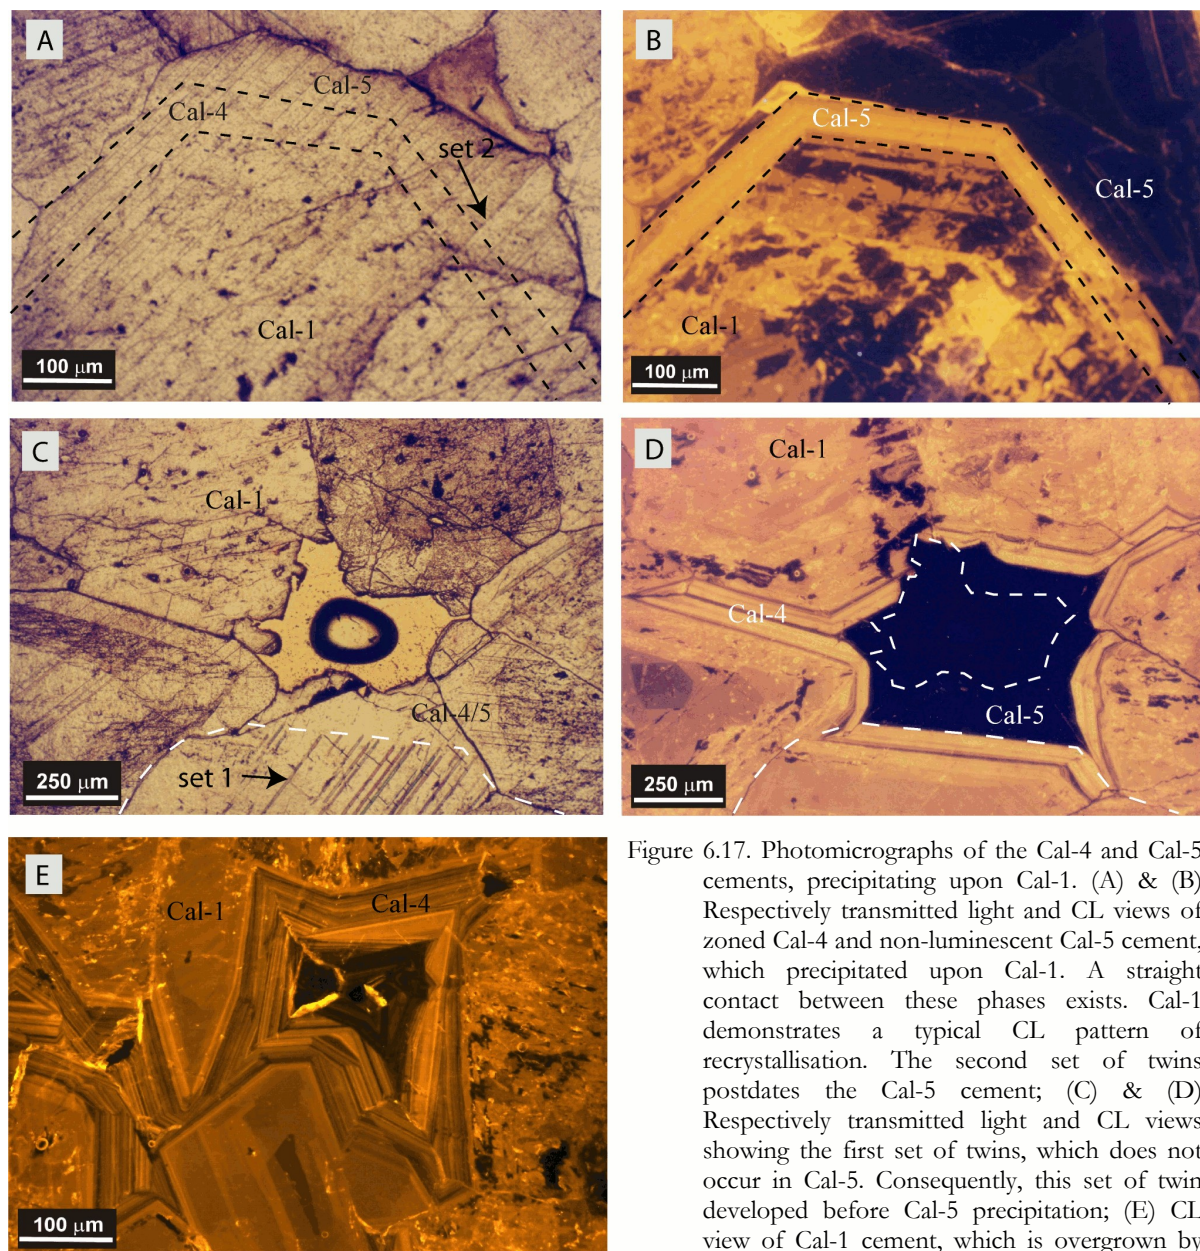 A
Cal-5
Cal-4
set 2
Cal-1
100 µm
B
Cal-5
Cal-5
Cal-1
100 µm
C
Cal-1
Cal-4/5
set 1
250 µm
D
Cal-1
Cal-4
Cal-5
250 µm
E
Cal-1
Cal-4
100 µm
Figure 6.17. Photomicrographs of the Cal-4 and Cal-5
cements, precipitating upon Cal-1. (A) & (B)
Respectively transmitted light and CL views of
zoned Cal-4 and non-luminescent Cal-5 cement,
which precipitated upon Cal-1. A straight
contact between these phases exists. Cal-1
demonstrates a typical CL pattern of
recrystallisation. The second set of twins
postdates the Cal-5 cement; (C) & (D)
Respectively transmitted light and CL views
showing the first set of twins, which does not
occur in Cal-5. Consequently, this set of twin
developed before Cal-5 precipitation; (E) CL
view of Cal-1 cement, which is overgrown by